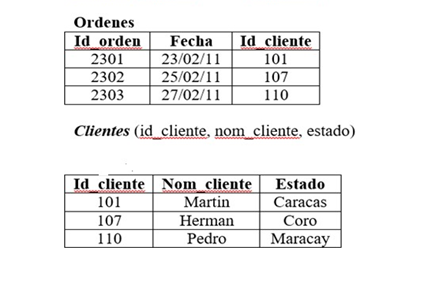 Ordenes
Id_orden Fecha Id_cliente
2301 23/02/11 101
2302 25/02/11 107
2303 27/02/11 110
Clientes (id_cliente, nom_cliente, estado)
Id_cliente Nom_cliente Estado
101 Martin Caracas
107 Herman Coro
110 Pedro Maracay